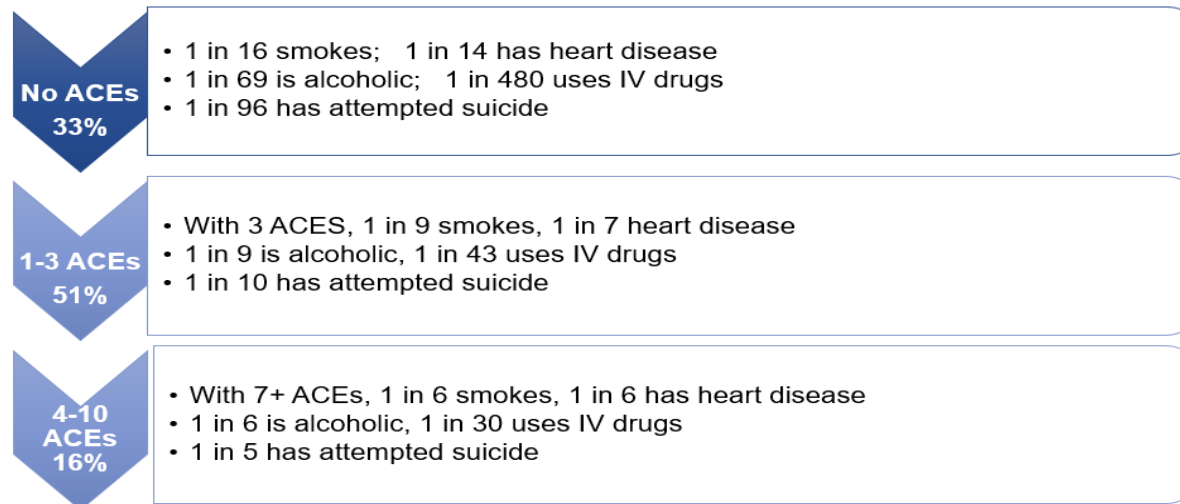 No ACEs
33%
• 1 in 16 smokes;   1 in 14 has heart disease
• 1 in 69 is alcoholic;   1 in 480 uses IV drugs
• 1 in 96 has attempted suicide
1-3 ACEs
51%
• With 3 ACES, 1 in 9 smokes, 1 in 7 heart disease
• 1 in 9 is alcoholic, 1 in 43 uses IV drugs
• 1 in 10 has attempted suicide
4-10
ACEs
16%
• With 7+ ACEs, 1 in 6 smokes, 1 in 6 has heart disease
• 1 in 6 is alcoholic, 1 in 30 uses IV drugs
• 1 in 5 has attempted suicide